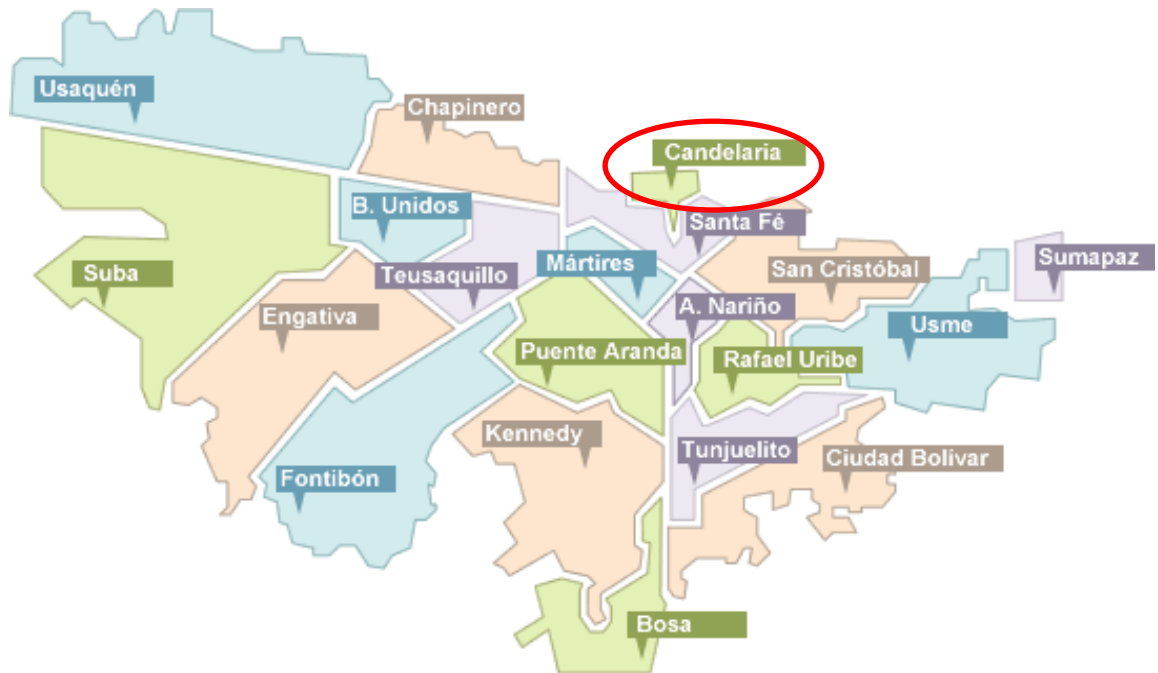 Usaquén
Chapinero
Candelaria
B. Unidos
Santa Fé
Suba
Teusaquillo
Mártires
San Cristóbal
Sumapaz
Engativa
A. Nariño
Usme
Puente Aranda
Rafael Uribe
Kennedy
Tunjuelito
Ciudad Bolívar
Fontibón
Bosa